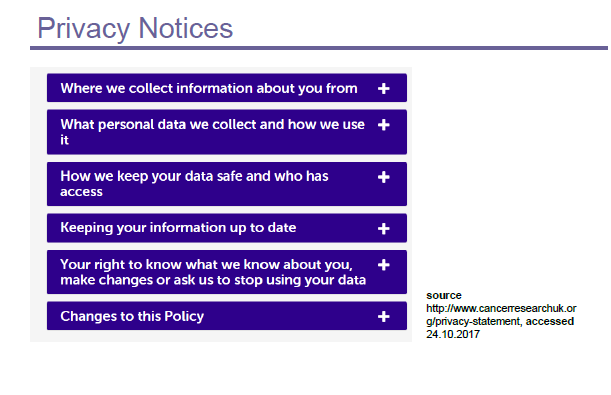 Privacy Notices
Where we collect information about you from +
What personal data we collect and how we use +
it
How we keep your data safe and who has +
access
Keeping your information up to date +
Your right to know what we know about you, +
make changes or ask us to stop using your data
Changes to this Policy +
source
http://www.cancerresearchuk.or
g/privacy-statement, accessed
24.10.2017